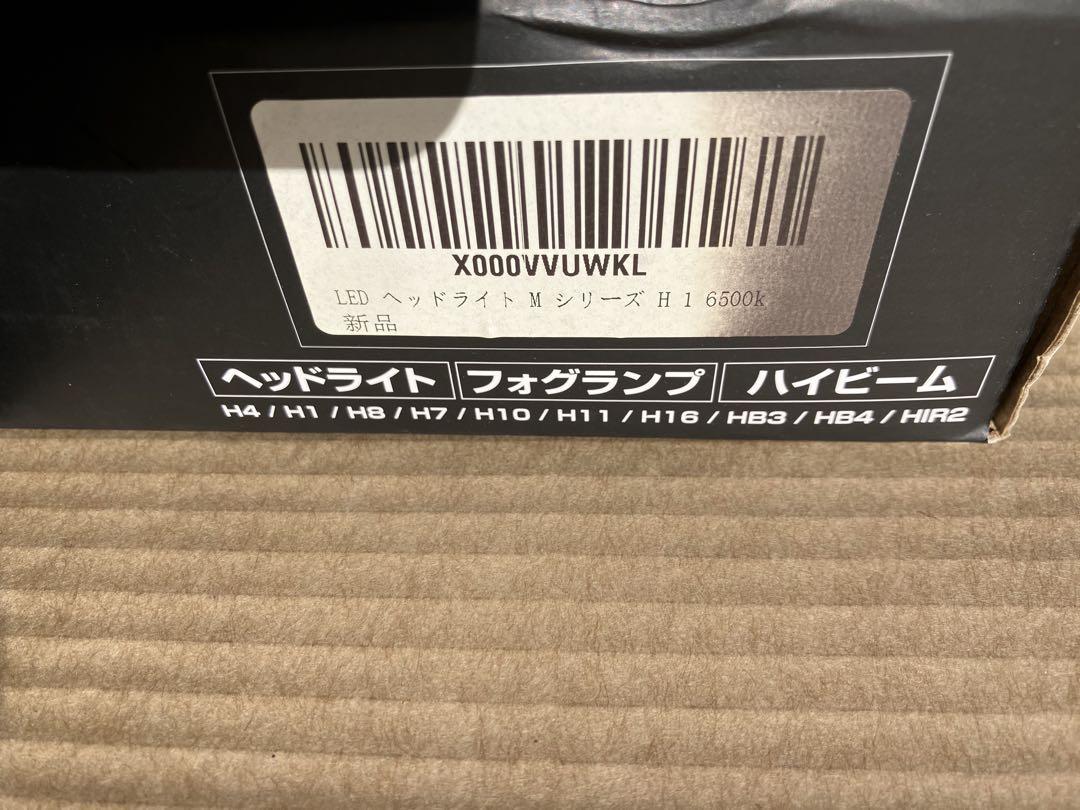 X000VVUWKL
LED ヘッドライト M シリーズ H 1 6500k
新品
ヘッドライト フォグランプ ハイビーム
H4 / H1 / H8 / H7 / H10 / H11 / H16 / HB3 / HB4 / HIR2